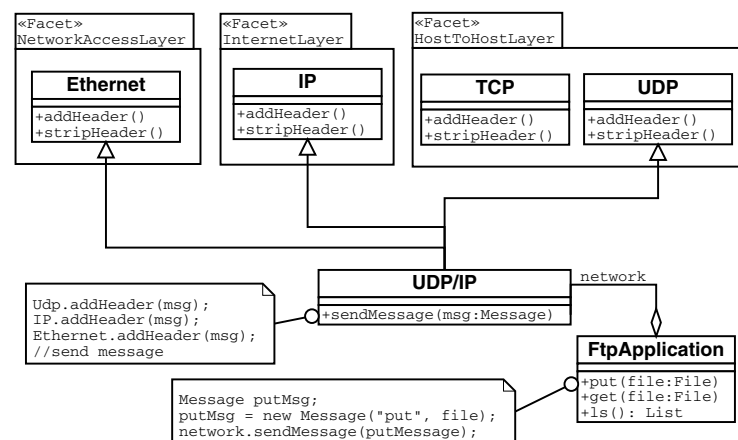 «Facet»
NetworkAccessLayer
«Facet»
InternetLayer
«Facet»
HostToHostLayer
Ethernet
+addHeader()
+stripHeader()
IP
+addHeader()
+stripHeader()
TCP
+addHeader()
+stripHeader()
UDP
+addHeader()
+stripHeader()
UDP/IP
+sendMessage(msg:Message)
network
Udp.addHeader(msg);
IP.addHeader(msg);
Ethernet.addHeader(msg);
//send message
FtpApplication
+put(file:File)
+get(file:File)
+ls(): List
Message putMsg;
putMsg = new Message("put", file);
network.sendMessage(putMessage);